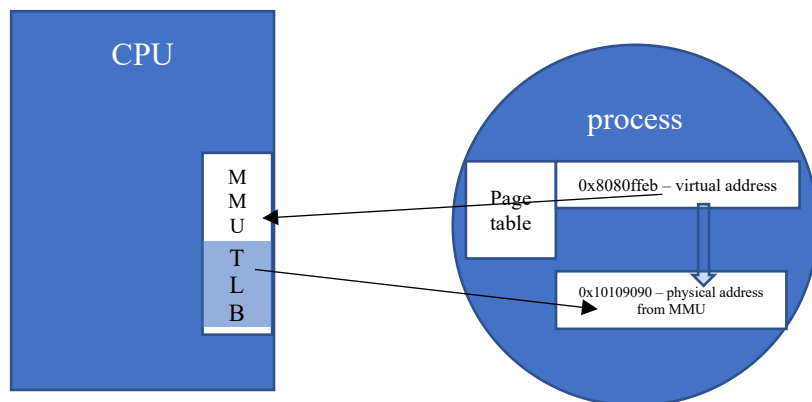 CPU
M
M
U
T
L
B
process
Page
table
0x8080ffeb – virtual address
0x10109090 – physical address
from MMU